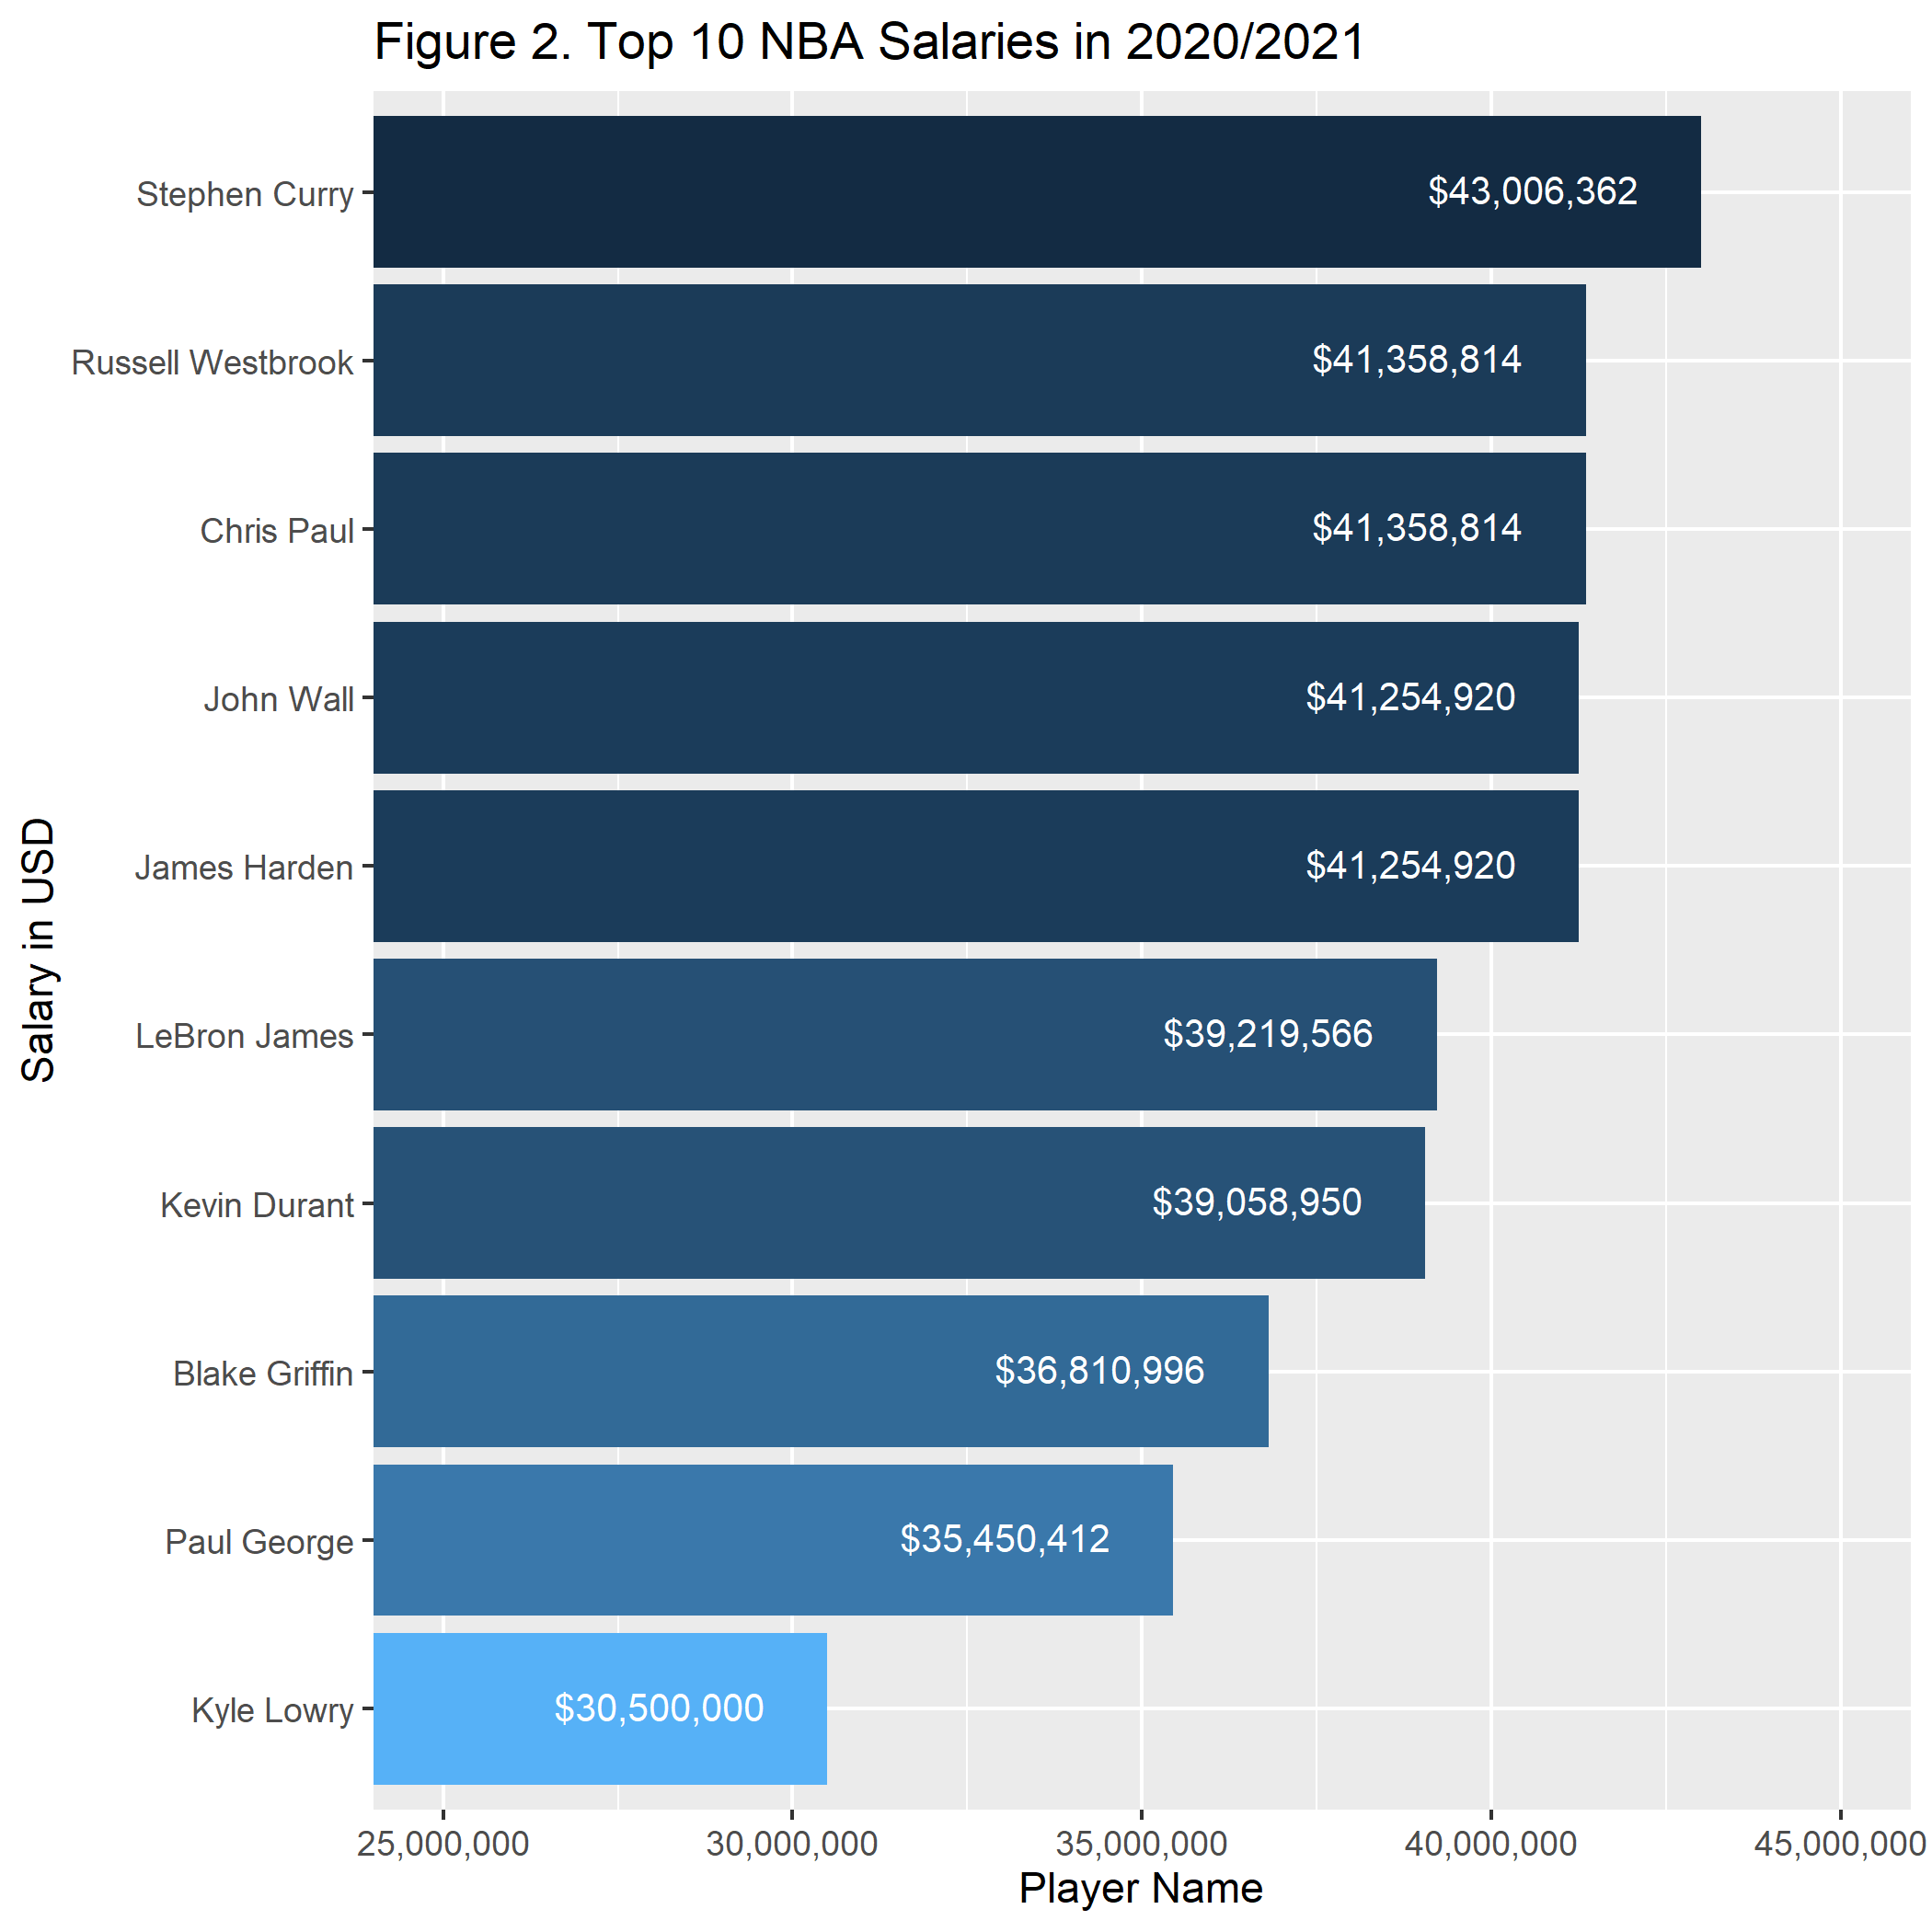 Figure 2. Top 10 NBA Salaries in 2020/2021
Stephen Curry
$43,006,362
Russell Westbrook
$41,358,814
Chris Paul
$41,358,814
John Wall
$41,254,920
James Harden
$41,254,920
LeBron James
$39,219,566
Kevin Durant
$39,058,950
Blake Griffin
$36,810,996
Paul George
$35,450,412
Kyle Lowry
$30,500,000
Salary in USD
25,000,000 30,000,000 35,000,000 40,000,000 45,000,000
Player Name